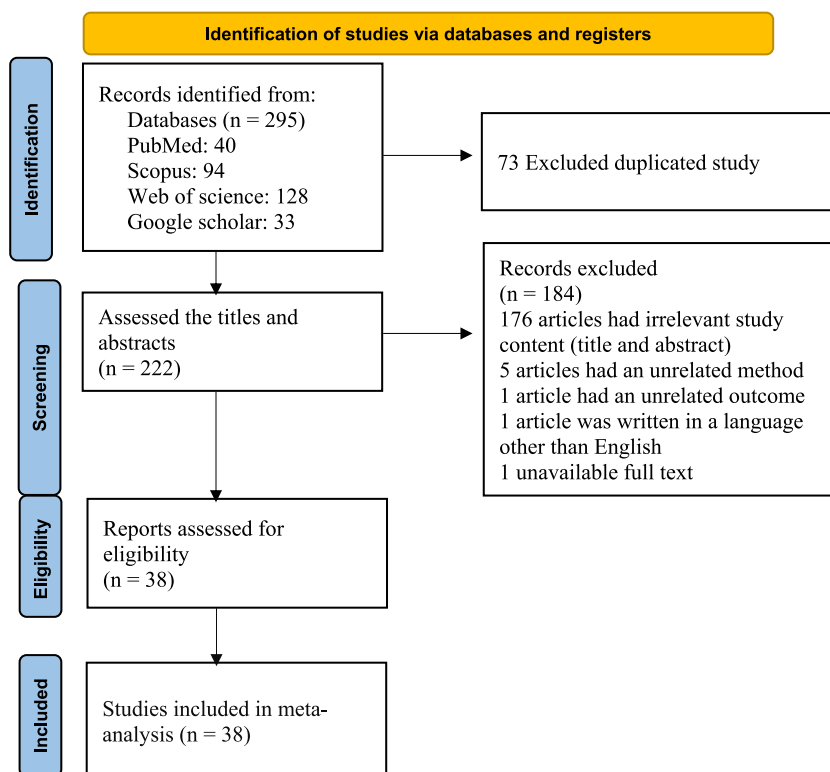 Identification of studies via databases and registers
Identification
Records identified from:
Databases (n = 295)
PubMed: 40
Scopus: 94
Web of science: 128
Google scholar: 33
73 Excluded duplicated study
Screening
Assessed the titles and
abstracts
(n = 222)
Records excluded
(n = 184)
176 articles had irrelevant study
content (title and abstract)
5 articles had an unrelated method
1 article had an unrelated outcome
1 article was written in a language
other than English
1 unavailable full text
Eligibility
Reports assessed for
eligibility
(n = 38)
Included
Studies included in meta-
analysis (n = 38)